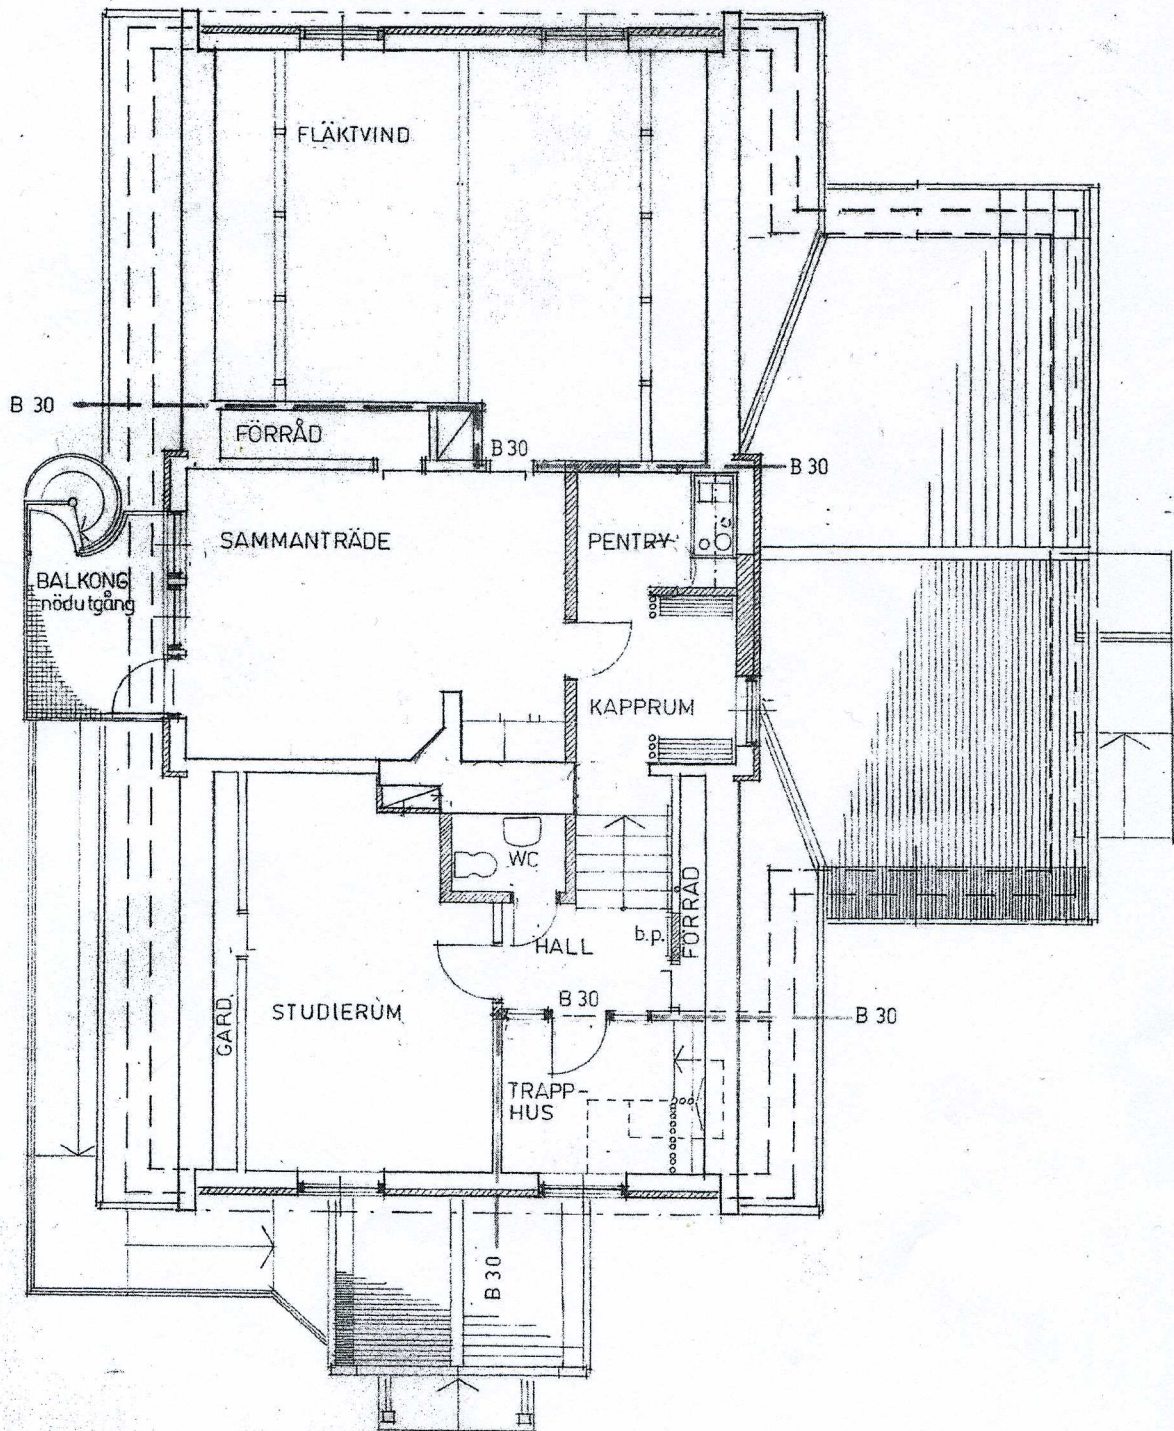 FLÄKTVIND
B 30
FÖRRÅD
B 30
B 30
SAMMANTRÄDE
PENTRY
BALKONG
nödutgång
KAPPRUM
WC
FÖRRÅD
b.p.
HALL
B 30
STUDIERUM
GARD.
B 30
TRAPP-
HUS
B 30